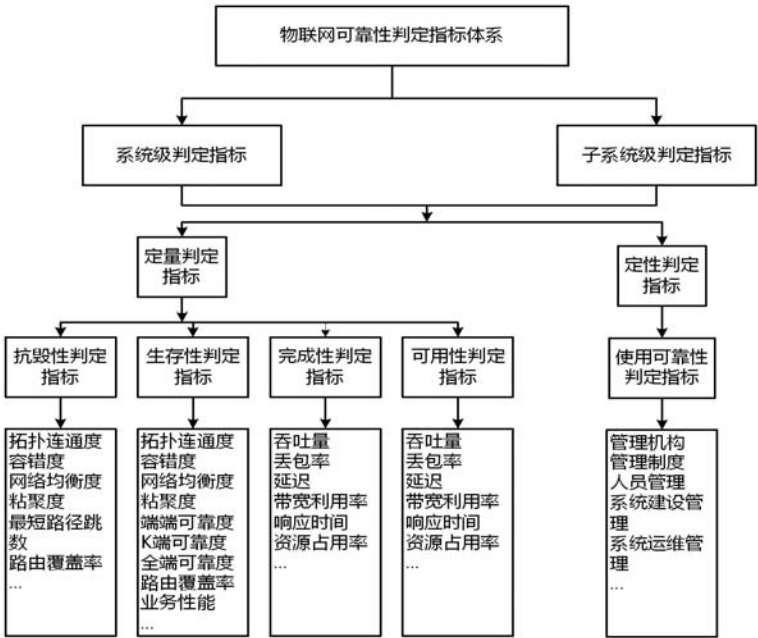 物联网可靠性判定指标体系
系统级判定指标
子系统级判定指标
定量判定
指标
定性判定
指标
抗毁性判定
指标
生存性判定
指标
完成性判定
指标
可用性判定
指标
使用可靠性
判定指标
拓扑连通度
容错度
网络均衡度
粘聚度
最短路径跳
数
路由覆盖率
...
拓扑连通度
容错度
网络均衡度
粘聚度
端端可靠度
K端可靠度
全端可靠度
路由覆盖率
业务性能
...
吞吐量
丢包率
延迟
带宽利用率
响应时间
资源占用率
...
吞吐量
丢包率
延迟
带宽利用率
响应时间
资源占用率
...
管理机构
管理制度
人员管理
系统建设管
理
系统运维管
理
...